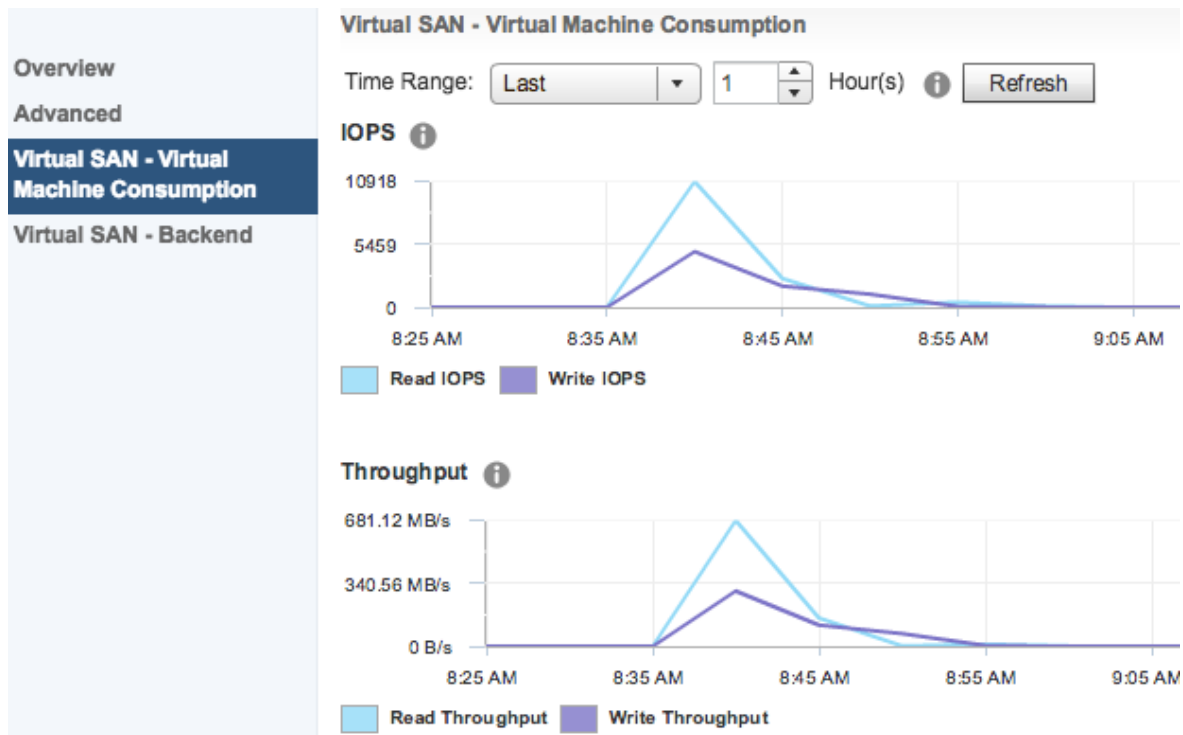 Virtual SAN - Virtual Machine Consumption
Overview
Advanced
Virtual SAN - Virtual
Machine Consumption
Virtual SAN - Backend
Time Range: Last 1 Hour(s) Refresh
IOPS
10918
5459
0
8:25 AM 8:35 AM 8:45 AM 8:55 AM 9:05 AM
Read IOPS Write IOPS
Throughput
681.12 MB/s
340.56 MB/s
0 B/s
8:25 AM 8:35 AM 8:45 AM 8:55 AM 9:05 AM
Read Throughput Write Throughput